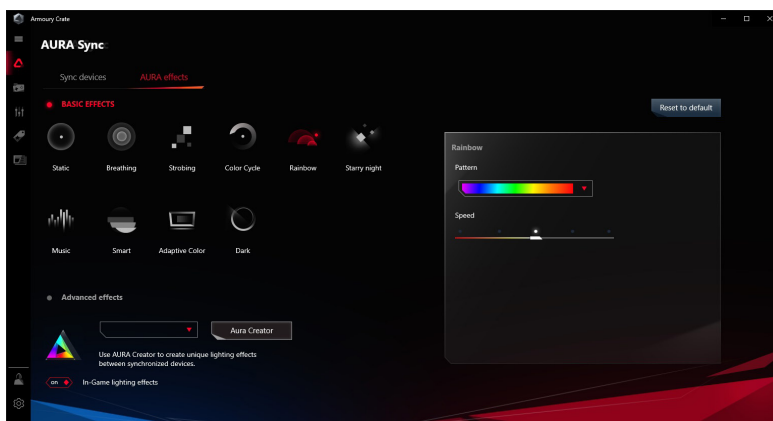 Armoury Crate
AURA Sync
Sync devices
AURA effects
BASIC EFFECTS
Reset to default
Static
Breathing
Strobing
Color Cycle
Rainbow
Starry night
Music
Smart
Adaptive Color
Dark
Rainbow
Pattern
Speed
Advanced effects
Aura Creator
Use AURA Creator to create unique lighting effects
between synchronized devices.
on
In-Game lighting effects